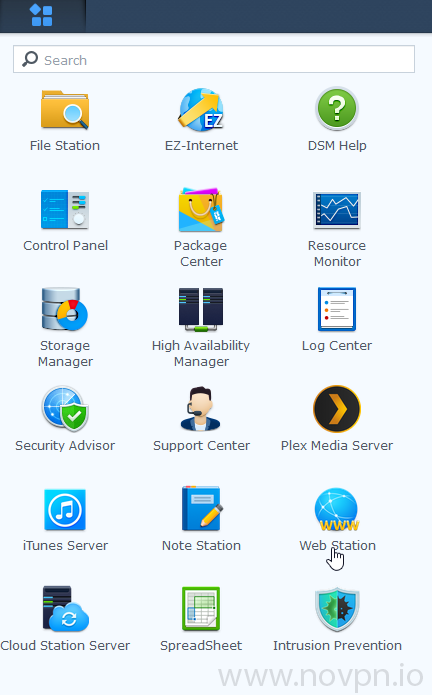 Search
File Station
EZ-Internet
EZ
DSM Help
?
Control Panel
Package
Center
Resource
Monitor
Storage
Manager
High Availability
Manager
Log Center
Security Advisor
Support Center
Plex Media Server
iTunes Server
Note Station
WWW
Web Station
Cloud Station Server
SpreadSheet
Intrusion Prevention
www.novpn.io